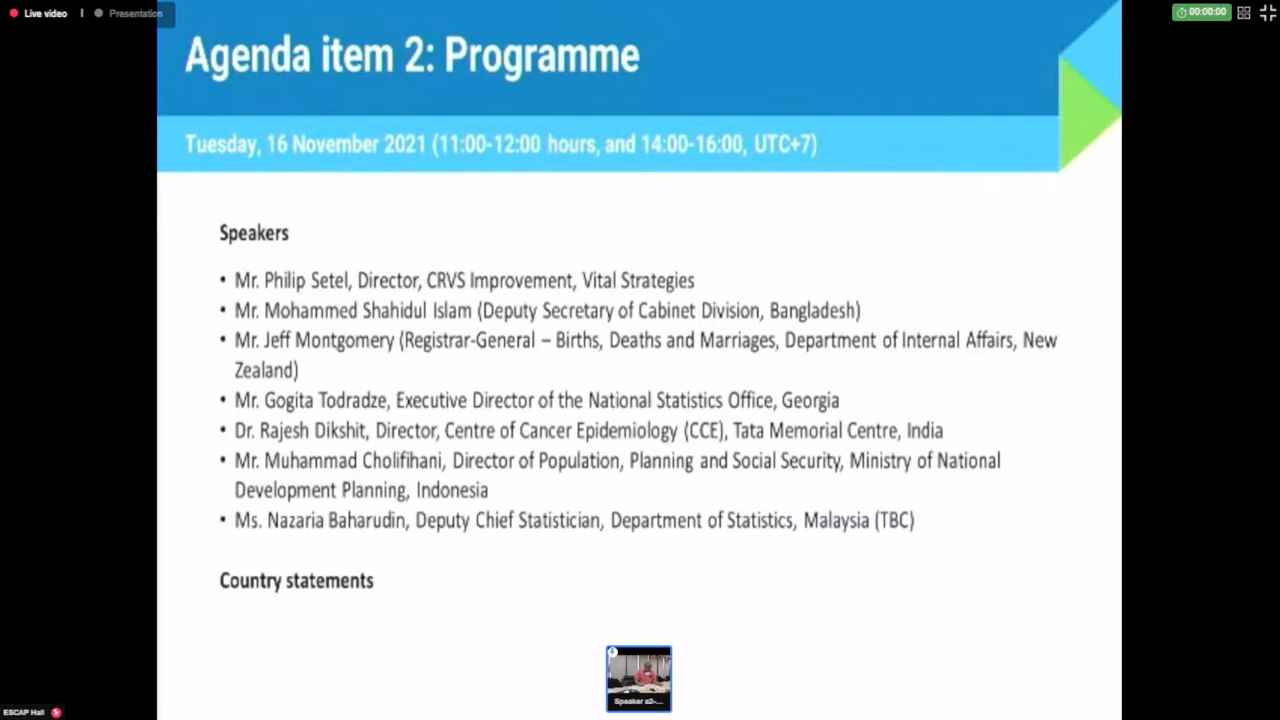 Live video
Presentation
00:00:00
Agenda item 2: Programme
Tuesday, 16 November 2021 (11:00-12:00 hours, and 14:00-16:00, UTC+7)
Speakers
• Mr. Philip Setel, Director, CRVS Improvement, Vital Strategies
• Mr. Mohammed Shahidul Islam (Deputy Secretary of Cabinet Division, Bangladesh)
• Mr. Jeff Montgomery (Registrar-General – Births, Deaths and Marriages, Department of Internal Affairs, New
Zealand)
• Mr. Gogita Todradze, Executive Director of the National Statistics Office, Georgia
• Dr. Rajesh Dikshit, Director, Centre of Cancer Epidemiology (CCE), Tata Memorial Centre, India
• Mr. Muhammad Cholifihani, Director of Population, Planning and Social Security, Ministry of National
Development Planning, Indonesia
• Ms. Nazaria Baharudin, Deputy Chief Statistician, Department of Statistics, Malaysia (TBC)
Country statements
Speaker a2-...
ESCAP Hall